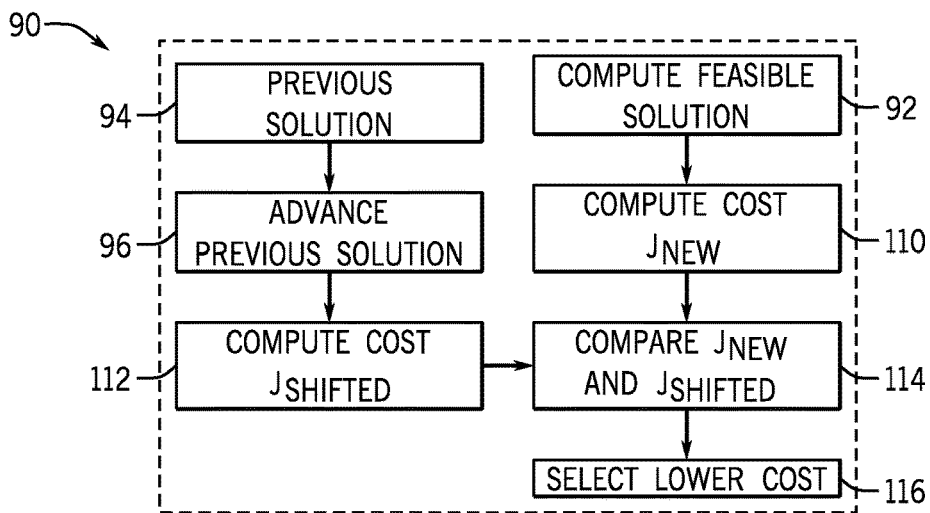 90
PREVIOUS
SOLUTION
94
COMPUTE FEASIBLE
SOLUTION
92
ADVANCE
PREVIOUS SOLUTION
96
COMPUTE COST
JNEW
110
COMPUTE COST
JSHIFTED
112
COMPARE JNEW
AND JSHIFTED
114
SELECT LOWER COST
116